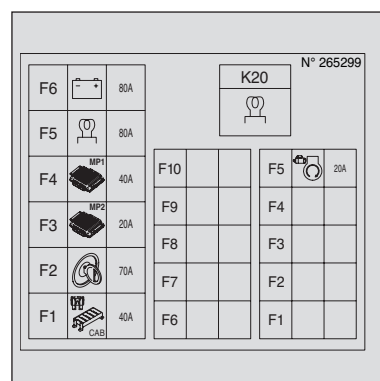 N° 265299
K20
F6 - + 80A
F5 80A
F4 MP1 40A
F3 MP2 20A
F2 70A
F1 CAB 40A
F10
F9
F8
F7
F6
F5 20A
F4
F3
F2
F1